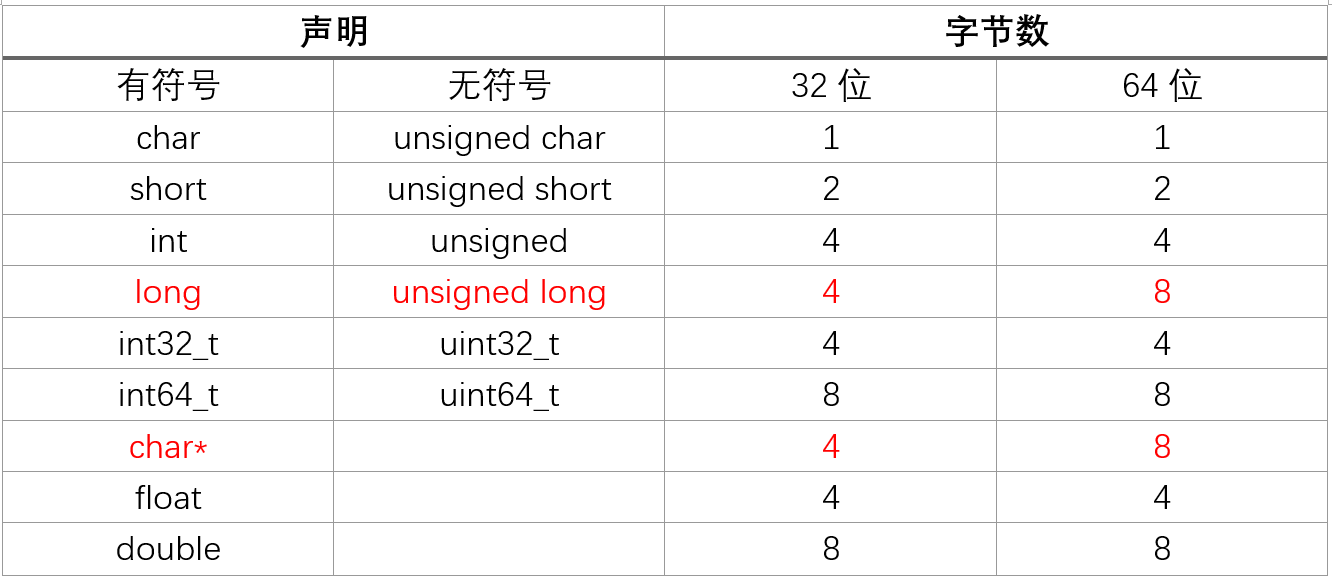 声明 字节数
有符号 无符号 32 位 64 位
char unsigned char 1 1
short unsigned short 2 2
int unsigned 4 4
long unsigned long 4 8
int32_t uint32_t 4 4
int64_t uint64_t 8 8
char* 4 8
float 4 4
double 8 8